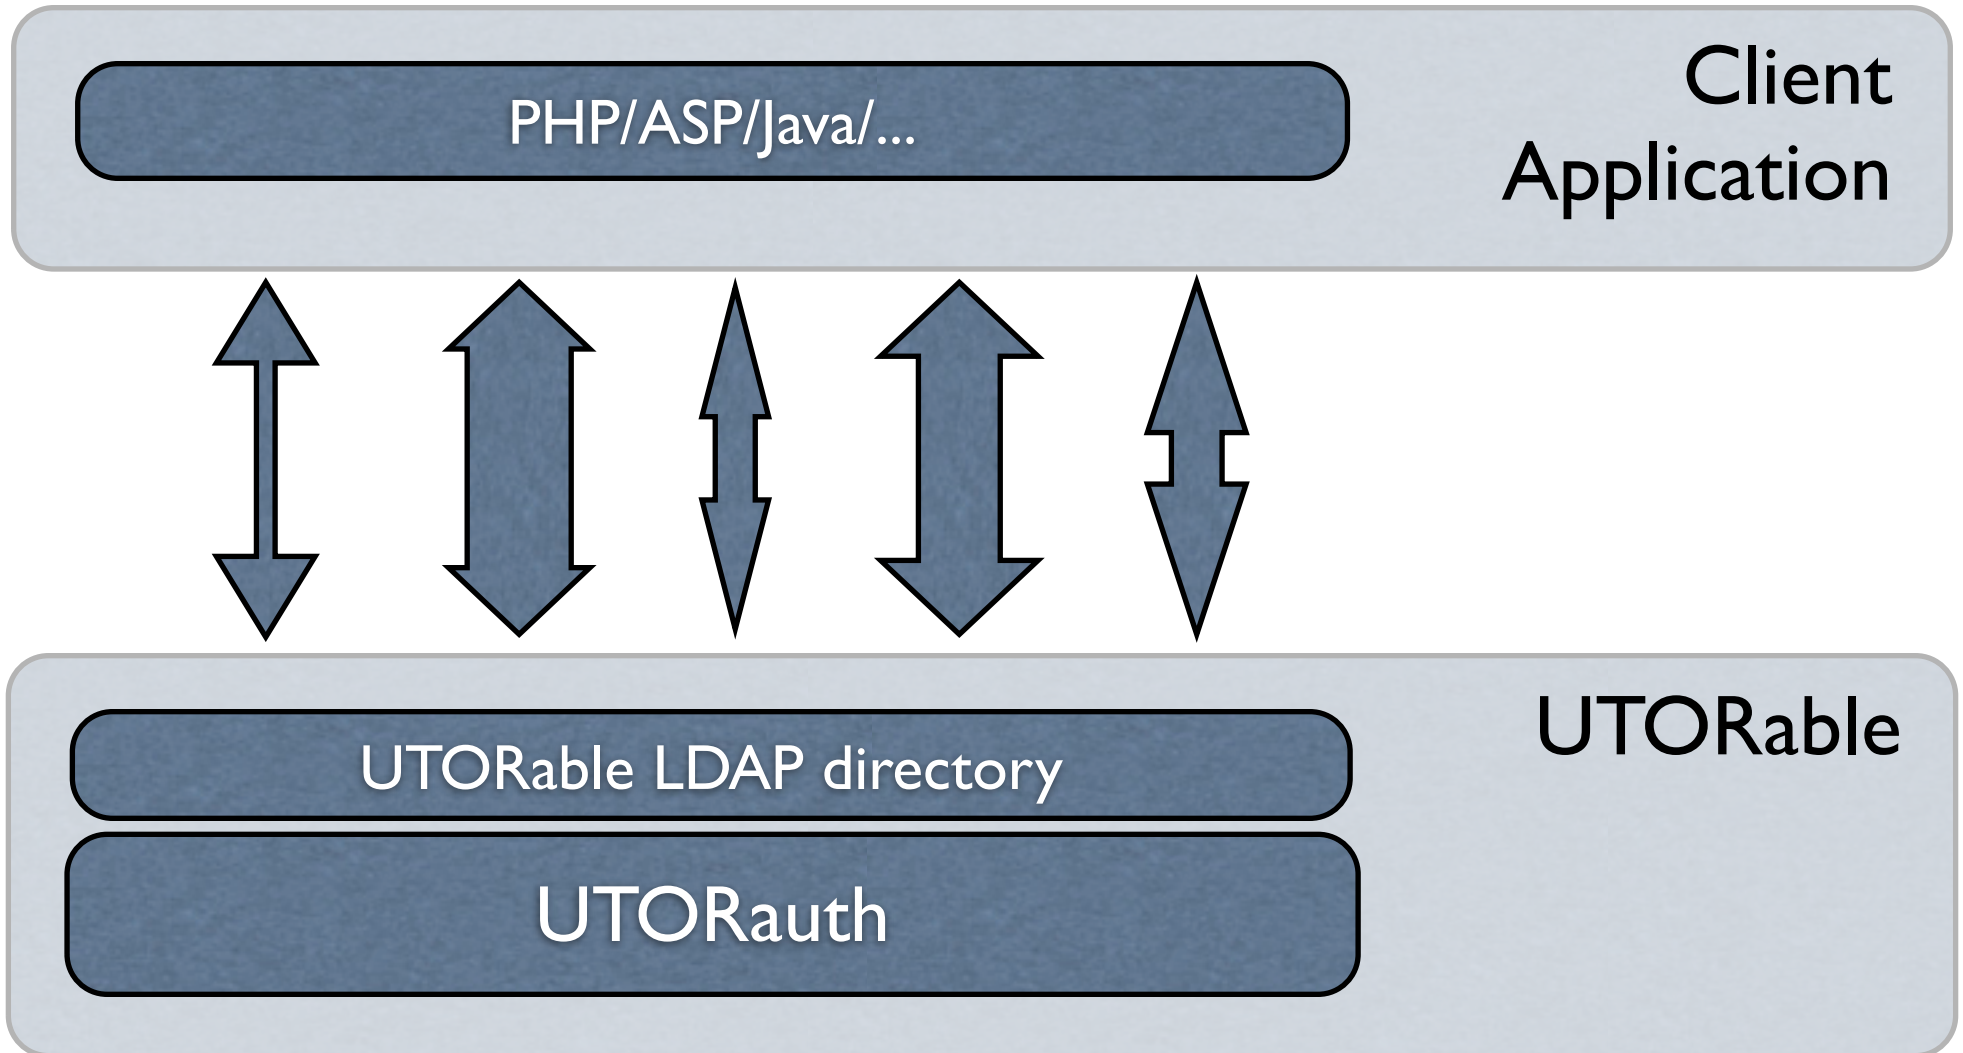 PHP/ASP/Java/...
Client
Application
UTORable
UTORable LDAP directory
UTORauth